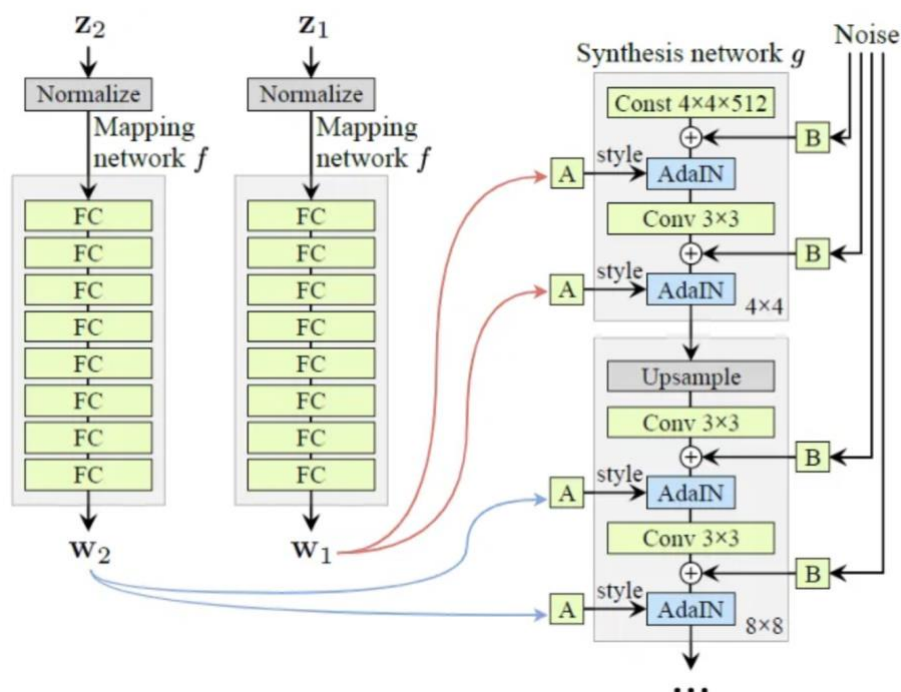 z₂
Normalize
Mapping
network f
FC
FC
FC
FC
FC
FC
FC
FC
w₂
z₁
Normalize
Mapping
network f
FC
FC
FC
FC
FC
FC
FC
FC
w₁
Noise
Synthesis network g
Const 4×4×512
B
A
style
AdaIN
Conv 3×3
B
A
style
AdaIN
4×4
Upsample
Conv 3×3
B
A
style
AdaIN
Conv 3×3
B
A
style
AdaIN
8×8
...